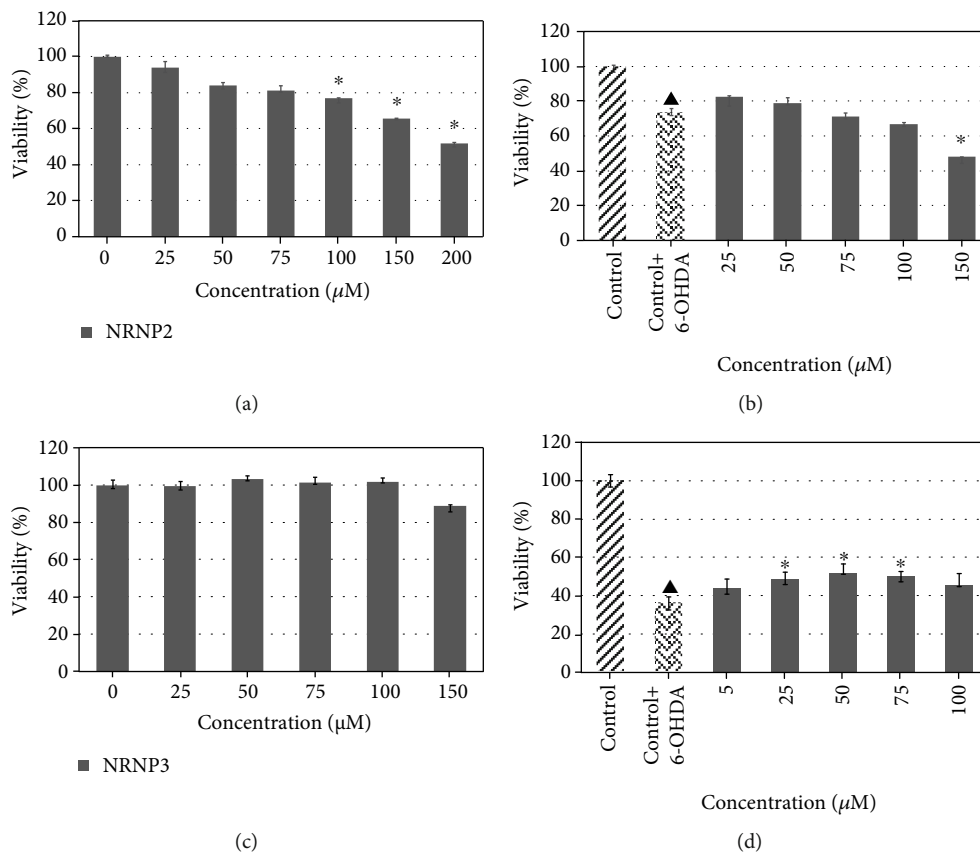 120
100
80
60
40
20
0
Viability (%)
*
*
*
0 25 50 75 100 150 200
Concentration (µM)
NRNP2
(a)
120
100
80
60
40
20
0
Viability (%)
▲
*
Control
Control+
6-OHDA
25
50
75
100
150
Concentration (µM)
(b)
120
100
80
60
40
20
0
Viability (%)
0 25 50 75 100 150
Concentration (µM)
NRNP3
(c)
120
100
80
60
40
20
0
Viability (%)
▲
*
*
*
Control
Control+
6-OHDA
5
25
50
75
100
Concentration (µM)
(d)